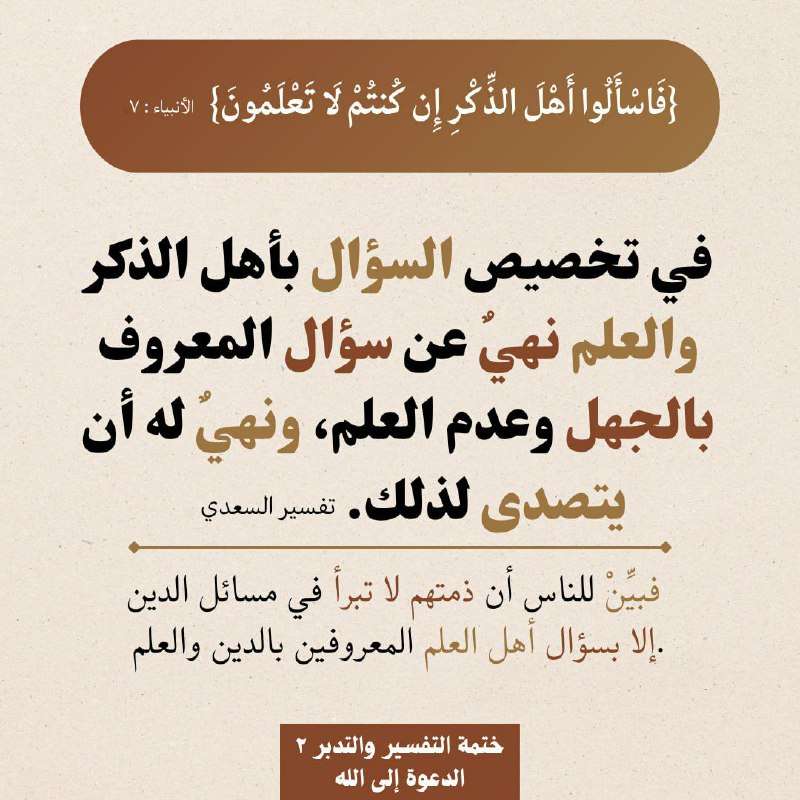 {فَاسْأَلُوا أَهْلَ الذِّكْرِ إِن كُنتُمْ لَا تَعْلَمُونَ} الأنبياء : ٧
في تخصيص السؤال بأهل الذكر
والعلم نهيٌ عن سؤال المعروف
بالجهل وعدم العلم، ونهيٌ له أن
يتصدى لذلك. تفسير السعدي
فبيِّنْ للناس أن ذمتهم لا تبرأ في مسائل الدين
إلا بسؤال أهل العلم المعروفين بالدين والعلم.
ختمة التفسير والتدبر ٢
الدعوة إلى الله